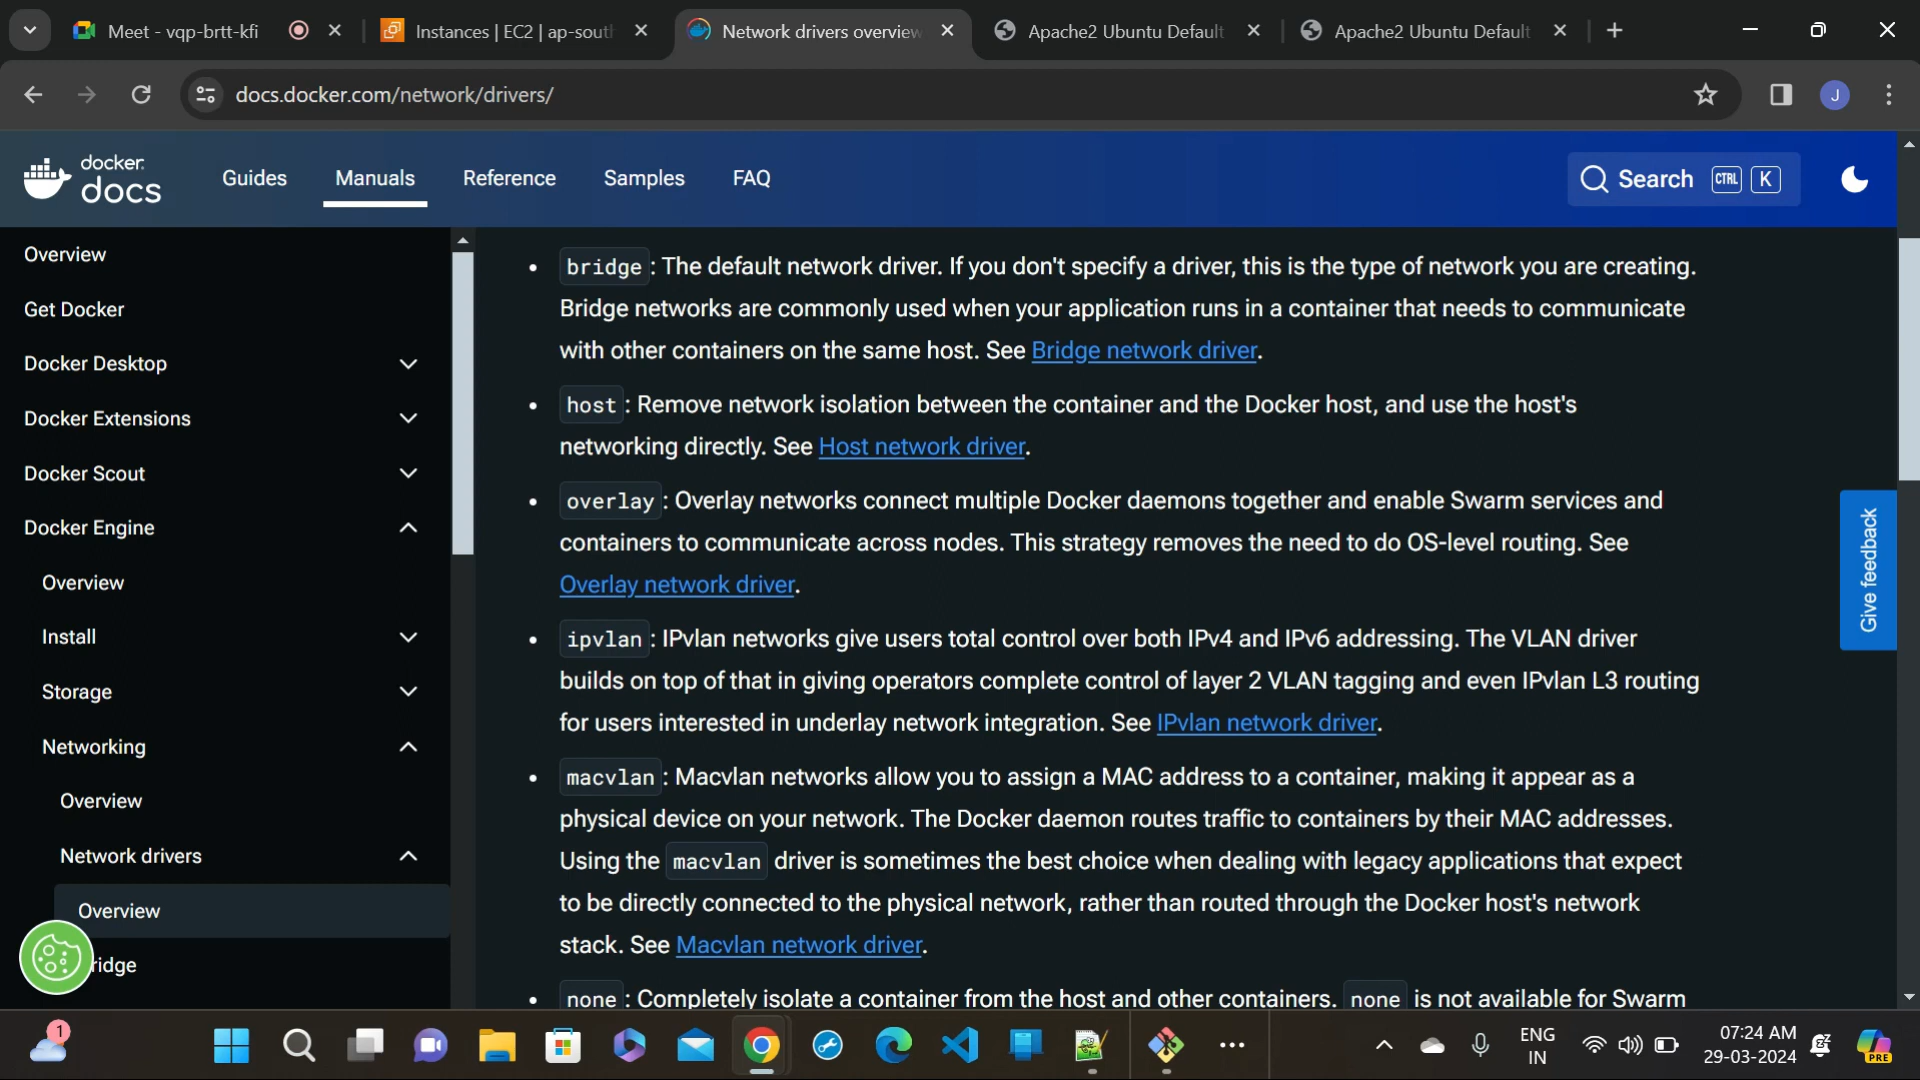 Meet - vqp-brtt-kfi
Instances | EC2 | ap-sout
Network drivers overview
Apache2 Ubuntu Default
Apache2 Ubuntu Default
docs.docker.com/network/drivers/
J
docker
docs
Guides
Manuals
Reference
Samples
FAQ
Search CTRL K
Overview
Get Docker
Docker Desktop
Docker Extensions
Docker Scout
Docker Engine
Overview
Install
Storage
Networking
Overview
Network drivers
Overview
ridge
bridge : The default network driver. If you don't specify a driver, this is the type of network you are creating.
Bridge networks are commonly used when your application runs in a container that needs to communicate
with other containers on the same host. See Bridge network driver.
host : Remove network isolation between the container and the Docker host, and use the host's
networking directly. See Host network driver.
overlay : Overlay networks connect multiple Docker daemons together and enable Swarm services and
containers to communicate across nodes. This strategy removes the need to do OS-level routing. See
Overlay network driver.
ipvlan : IPvlan networks give users total control over both IPv4 and IPv6 addressing. The VLAN driver
builds on top of that in giving operators complete control of layer 2 VLAN tagging and even IPvlan L3 routing
for users interested in underlay network integration. See IPvlan network driver.
macvlan : Macvlan networks allow you to assign a MAC address to a container, making it appear as a
physical device on your network. The Docker daemon routes traffic to containers by their MAC addresses.
Using the macvlan driver is sometimes the best choice when dealing with legacy applications that expect
to be directly connected to the physical network, rather than routed through the Docker host's network
stack. See Macvlan network driver.
none : Completely isolate a container from the host and other containers. none is not available for Swarm
Give feedback
1
ENG
IN
07:24 AM
29-03-2024
PRE